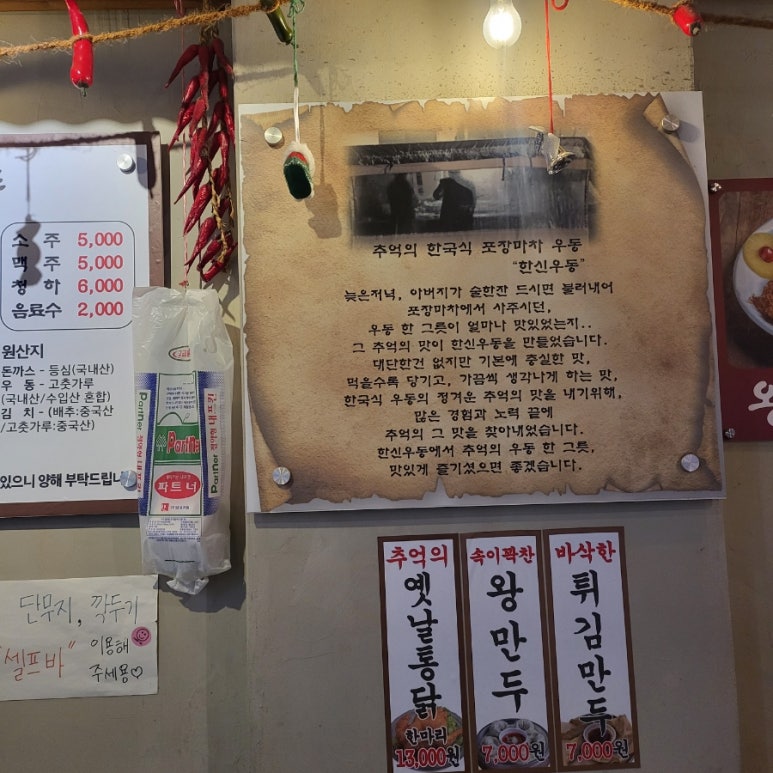 소 주 5,000
맥 주 5,000
청 하 6,000
음료수 2,000
원산지
돈까스 - 등심(국내산)
우 동 - 고춧가루
(국내산/수입산 혼합)
김 치 - (배추:중국산
/고춧가루:중국산)
있으니 양해 부탁드립니
Partner
파트너
단무지, 깍두기
"셀프바" 이용해
주세용♡
추억의 한국식 포장마차 우동
"한신우동"
늦은저녁, 아버지가 술한잔 드시면 불러내어
포장마차에서 사주시던,
우동 한 그릇이 얼마나 맛있었는지..
그 추억의 맛이 한신우동을 만들었습니다.
대단한건 없지만 기본에 충실한 맛,
먹을수록 당기고, 가끔씩 생각나게 하는 맛,
한국식 우동의 정겨운 추억의 맛을 내기위해,
많은 경험과 노력 끝에
추억의 그 맛을 찾아내었습니다.
한신우동에서 추억의 우동 한 그릇,
맛있게 즐기셨으면 좋겠습니다.
추억의
옛날통닭
한마리
13,000원
속이꽉찬
왕만두
7,000원
바삭한
튀김만두
7,000원